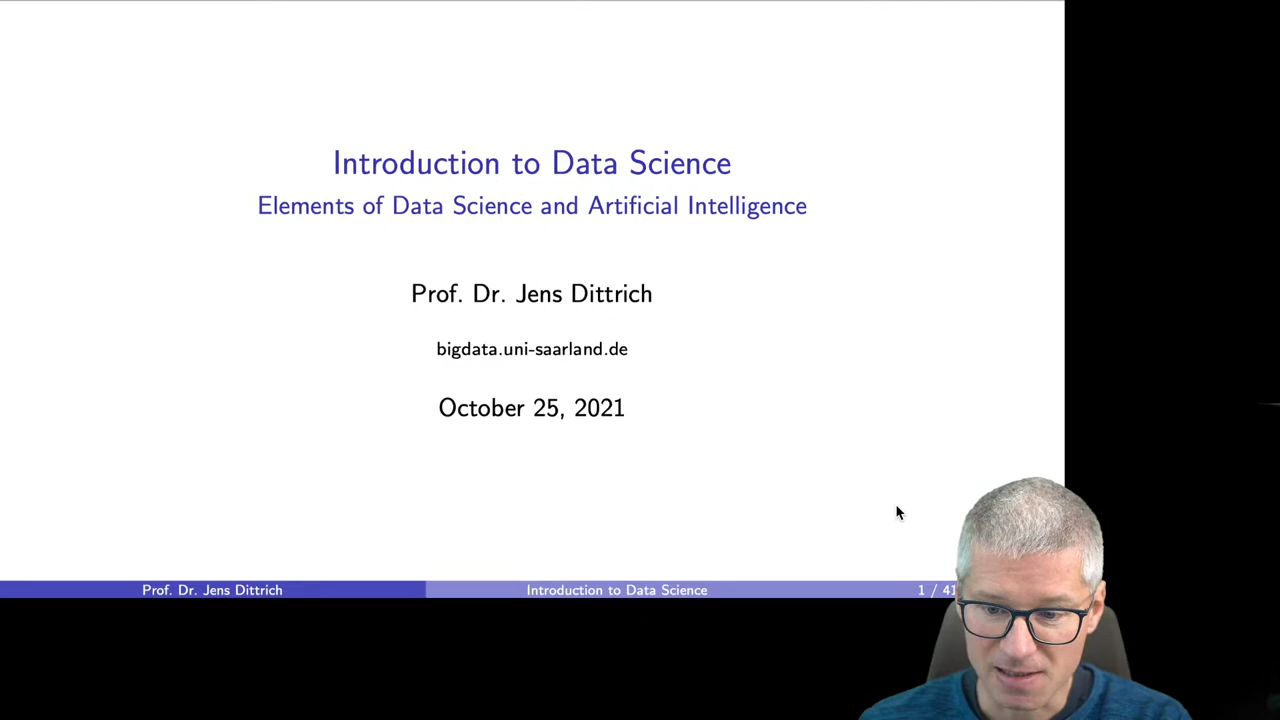 Introduction to Data Science
Elements of Data Science and Artificial Intelligence
Prof. Dr. Jens Dittrich
bigdata.uni-saarland.de
October 25, 2021
Prof. Dr. Jens Dittrich
Introduction to Data Science
1 / 41